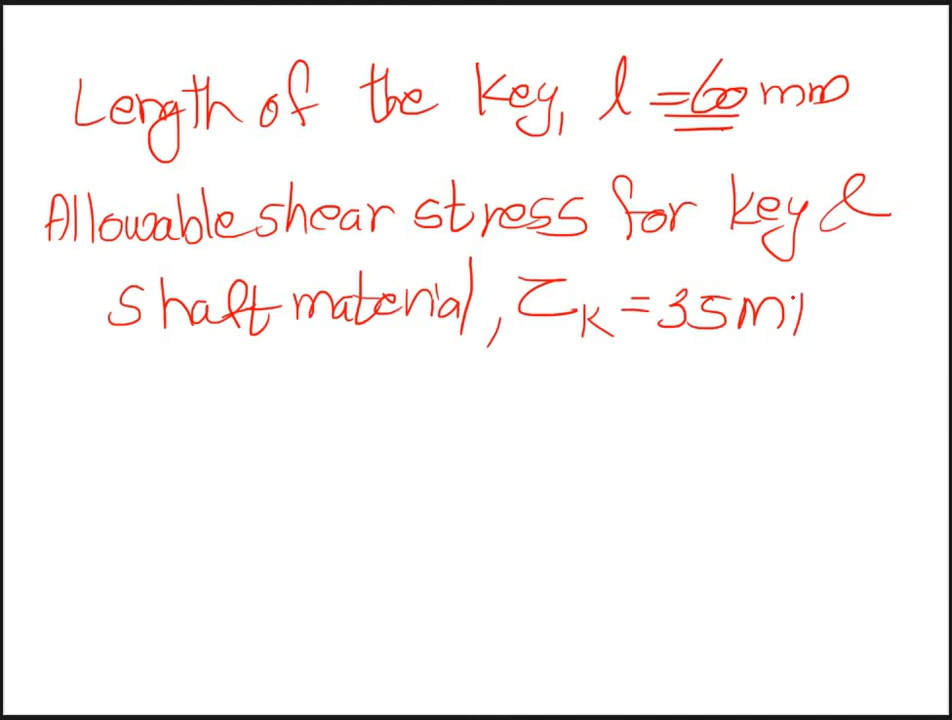 Length of the key, l = 60 mm
Allowable shear stress for key &
shaft material, τK = 35 m